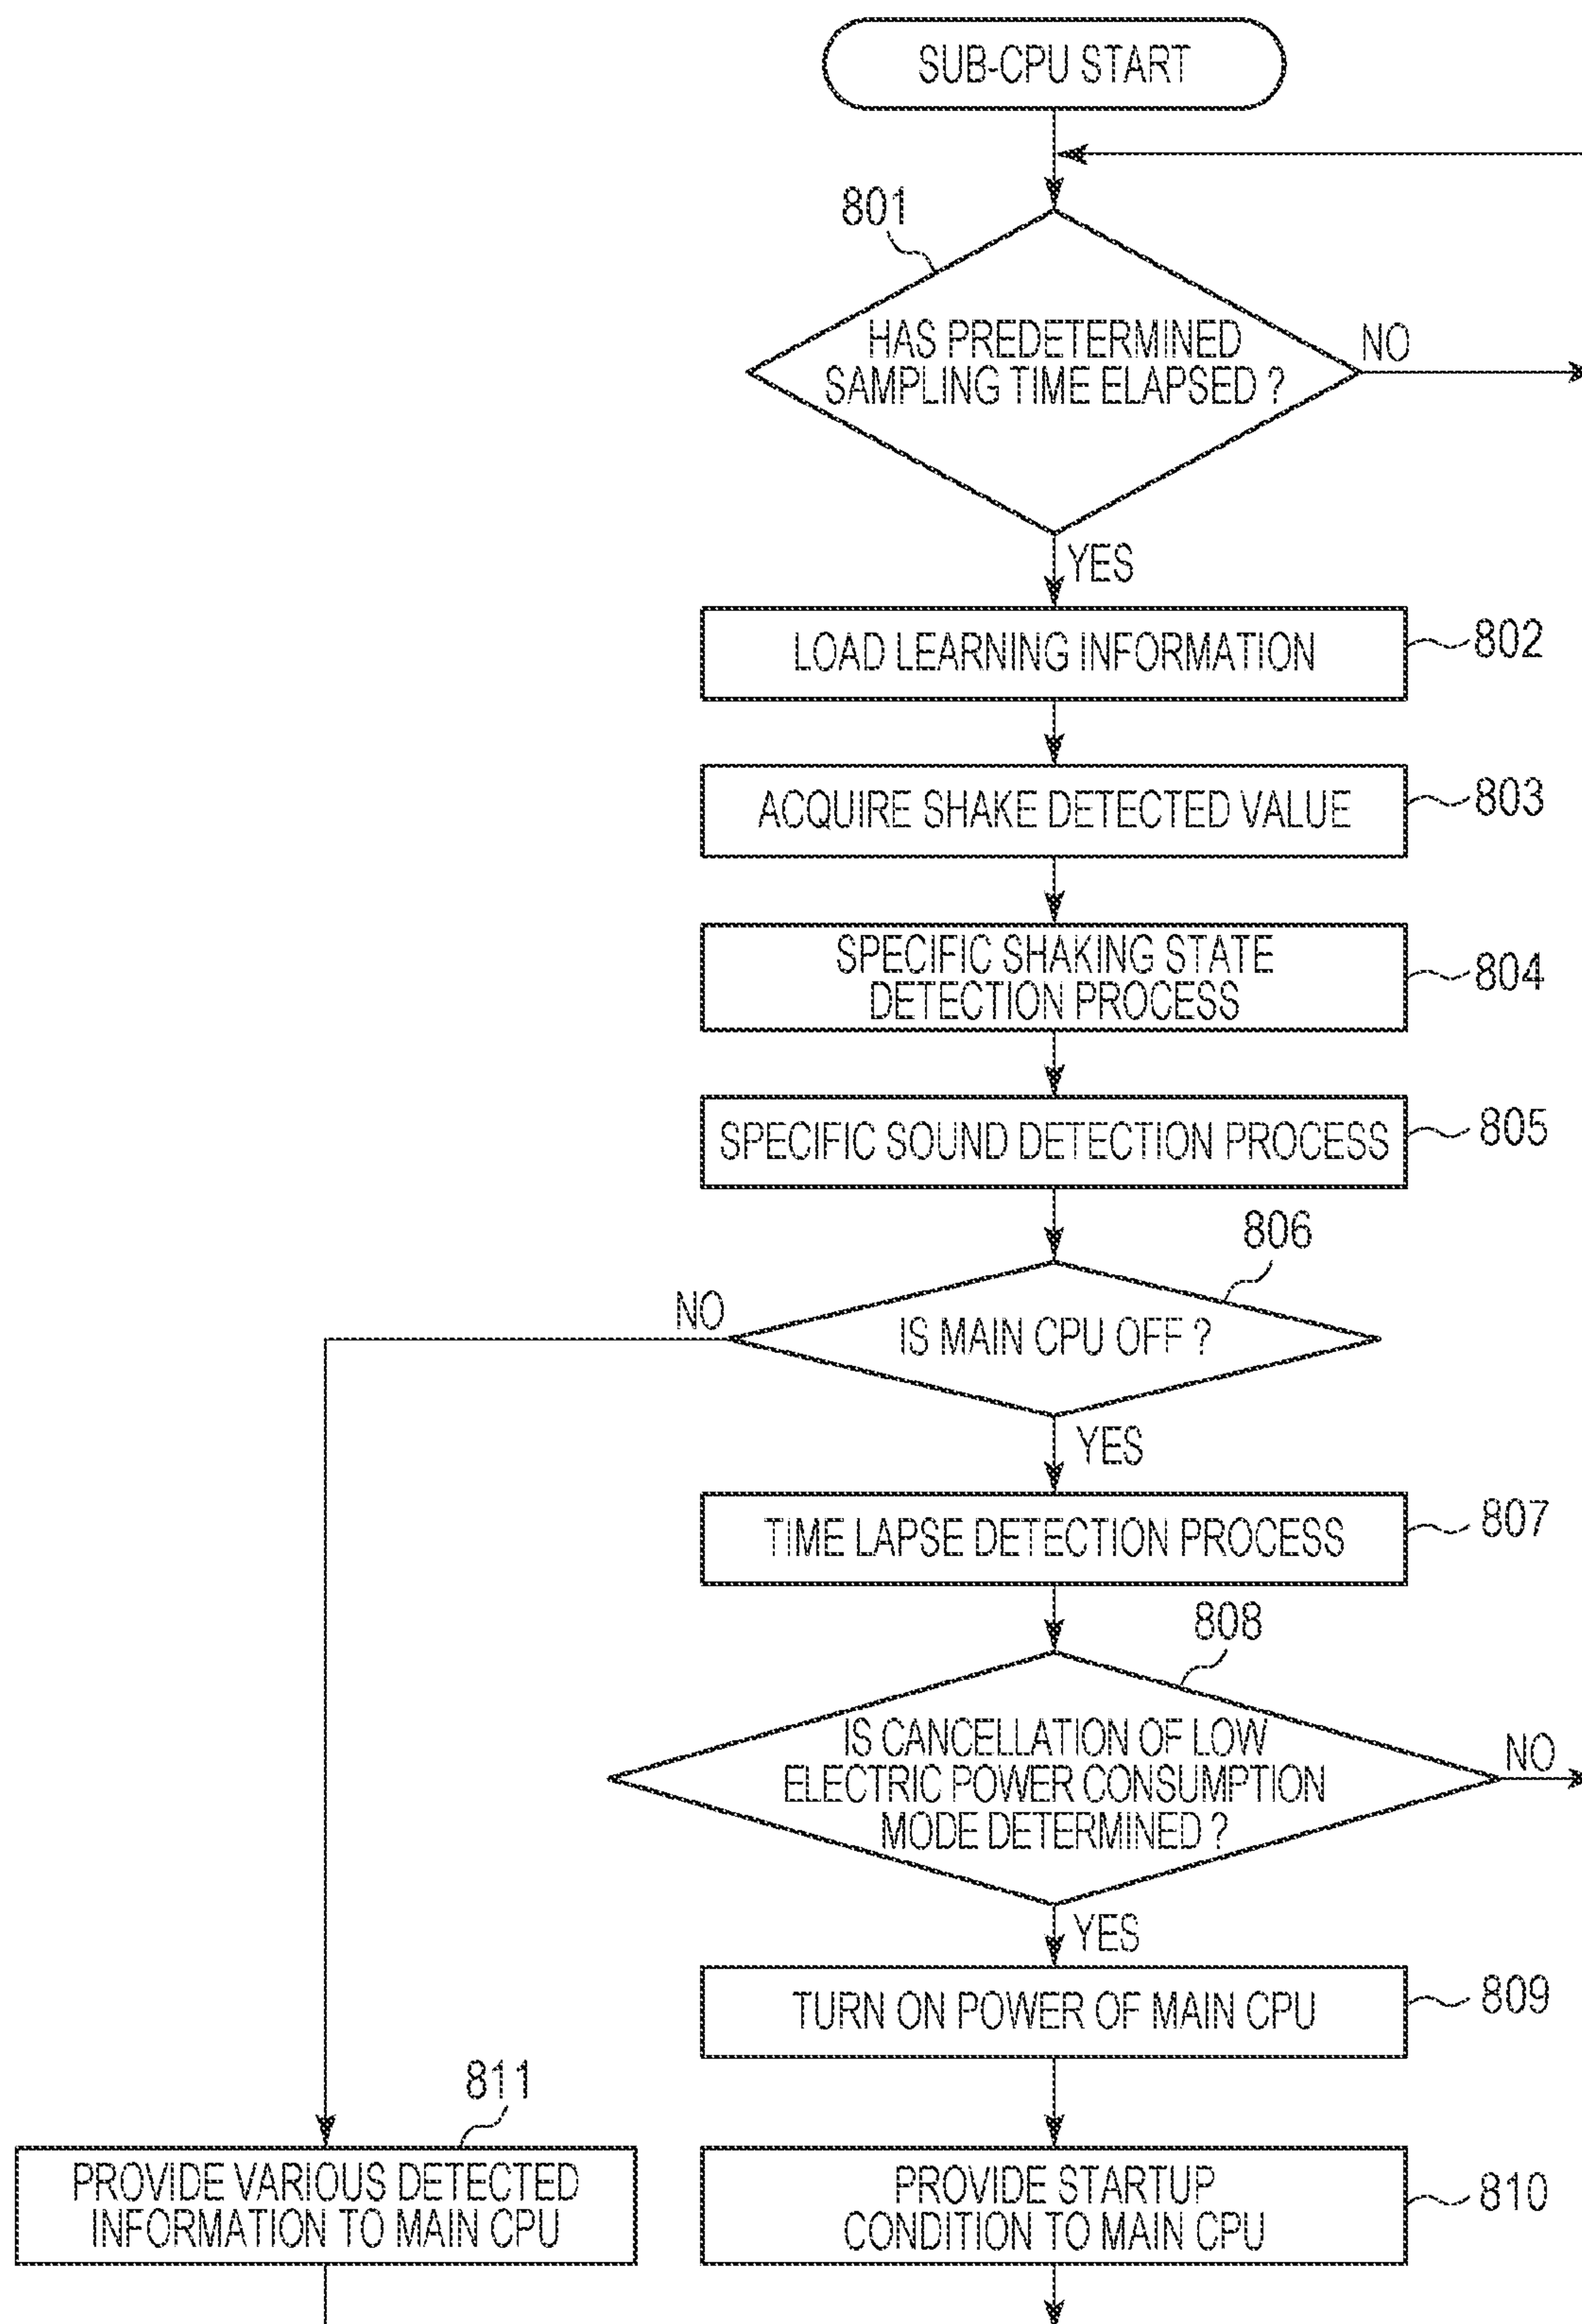 SUB-CPU START
801
HAS PREDETERMINED
SAMPLING TIME ELAPSED ?
NO
YES
LOAD LEARNING INFORMATION
802
ACQUIRE SHAKE DETECTED VALUE
803
SPECIFIC SHAKING STATE
DETECTION PROCESS
804
SPECIFIC SOUND DETECTION PROCESS
805
806
NO
IS MAIN CPU OFF ?
YES
TIME LAPSE DETECTION PROCESS
807
808
IS CANCELLATION OF LOW
ELECTRIC POWER CONSUMPTION
MODE DETERMINED ?
NO
YES
TURN ON POWER OF MAIN CPU
809
811
PROVIDE VARIOUS DETECTED
INFORMATION TO MAIN CPU
PROVIDE STARTUP
CONDITION TO MAIN CPU
810